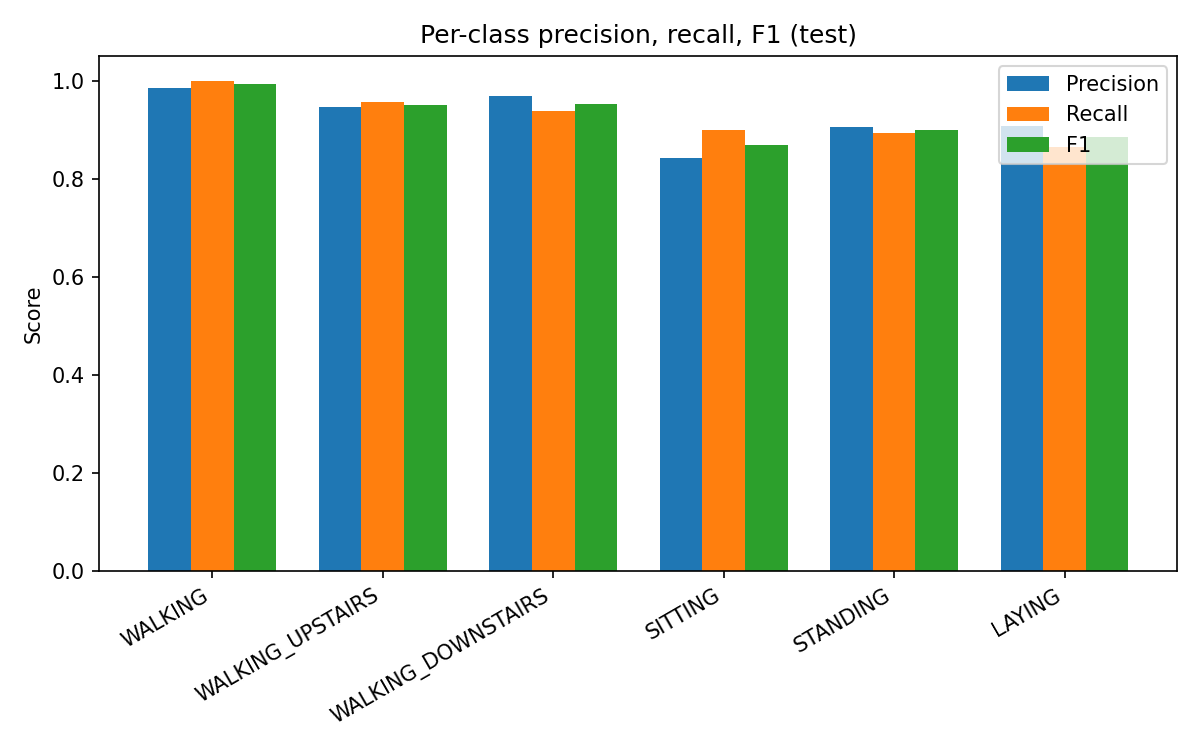 Per-class precision, recall, F1 (test)
Precision
Recall
F1
1.0
0.8
0.6
0.4
0.2
0.0
Score
WALKING
WALKING_UPSTAIRS
WALKING_DOWNSTAIRS
SITTING
STANDING
LAYING